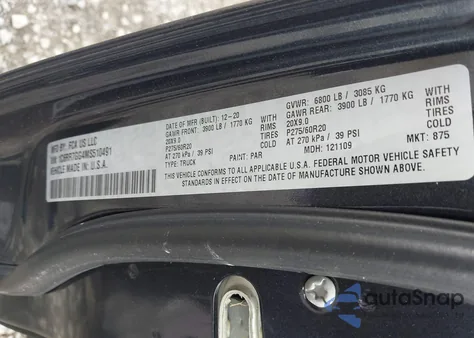 MFD BY: FCA US LLC
DATE OF MFR (BUILT): 12-20
GVWR: 6800 LB / 3085 KG
GAWR FRONT: 3900 LB / 1770 KG WITH
GAWR REAR: 3900 LB / 1770 KG WITH
20X9.0 RIMS
20X9.0 RIMS
P275/60R20 TIRES
P275/60R20 TIRES
AT 270 kPa / 39 PSI COLD
AT 270 kPa / 39 PSI COLD
VEHICLE MADE IN: U.S.A.
TYPE: TRUCK
PAINT: PAR
MDH: 121109
MKT: 875
THIS VEHICLE CONFORMS TO ALL APPLICABLE U.S.A. FEDERAL MOTOR VEHICLE
SAFETY STANDARDS IN EFFECT ON THE DATE OF MANUFACTURE SHOWN ABOVE.
autoSnap
by Carketa